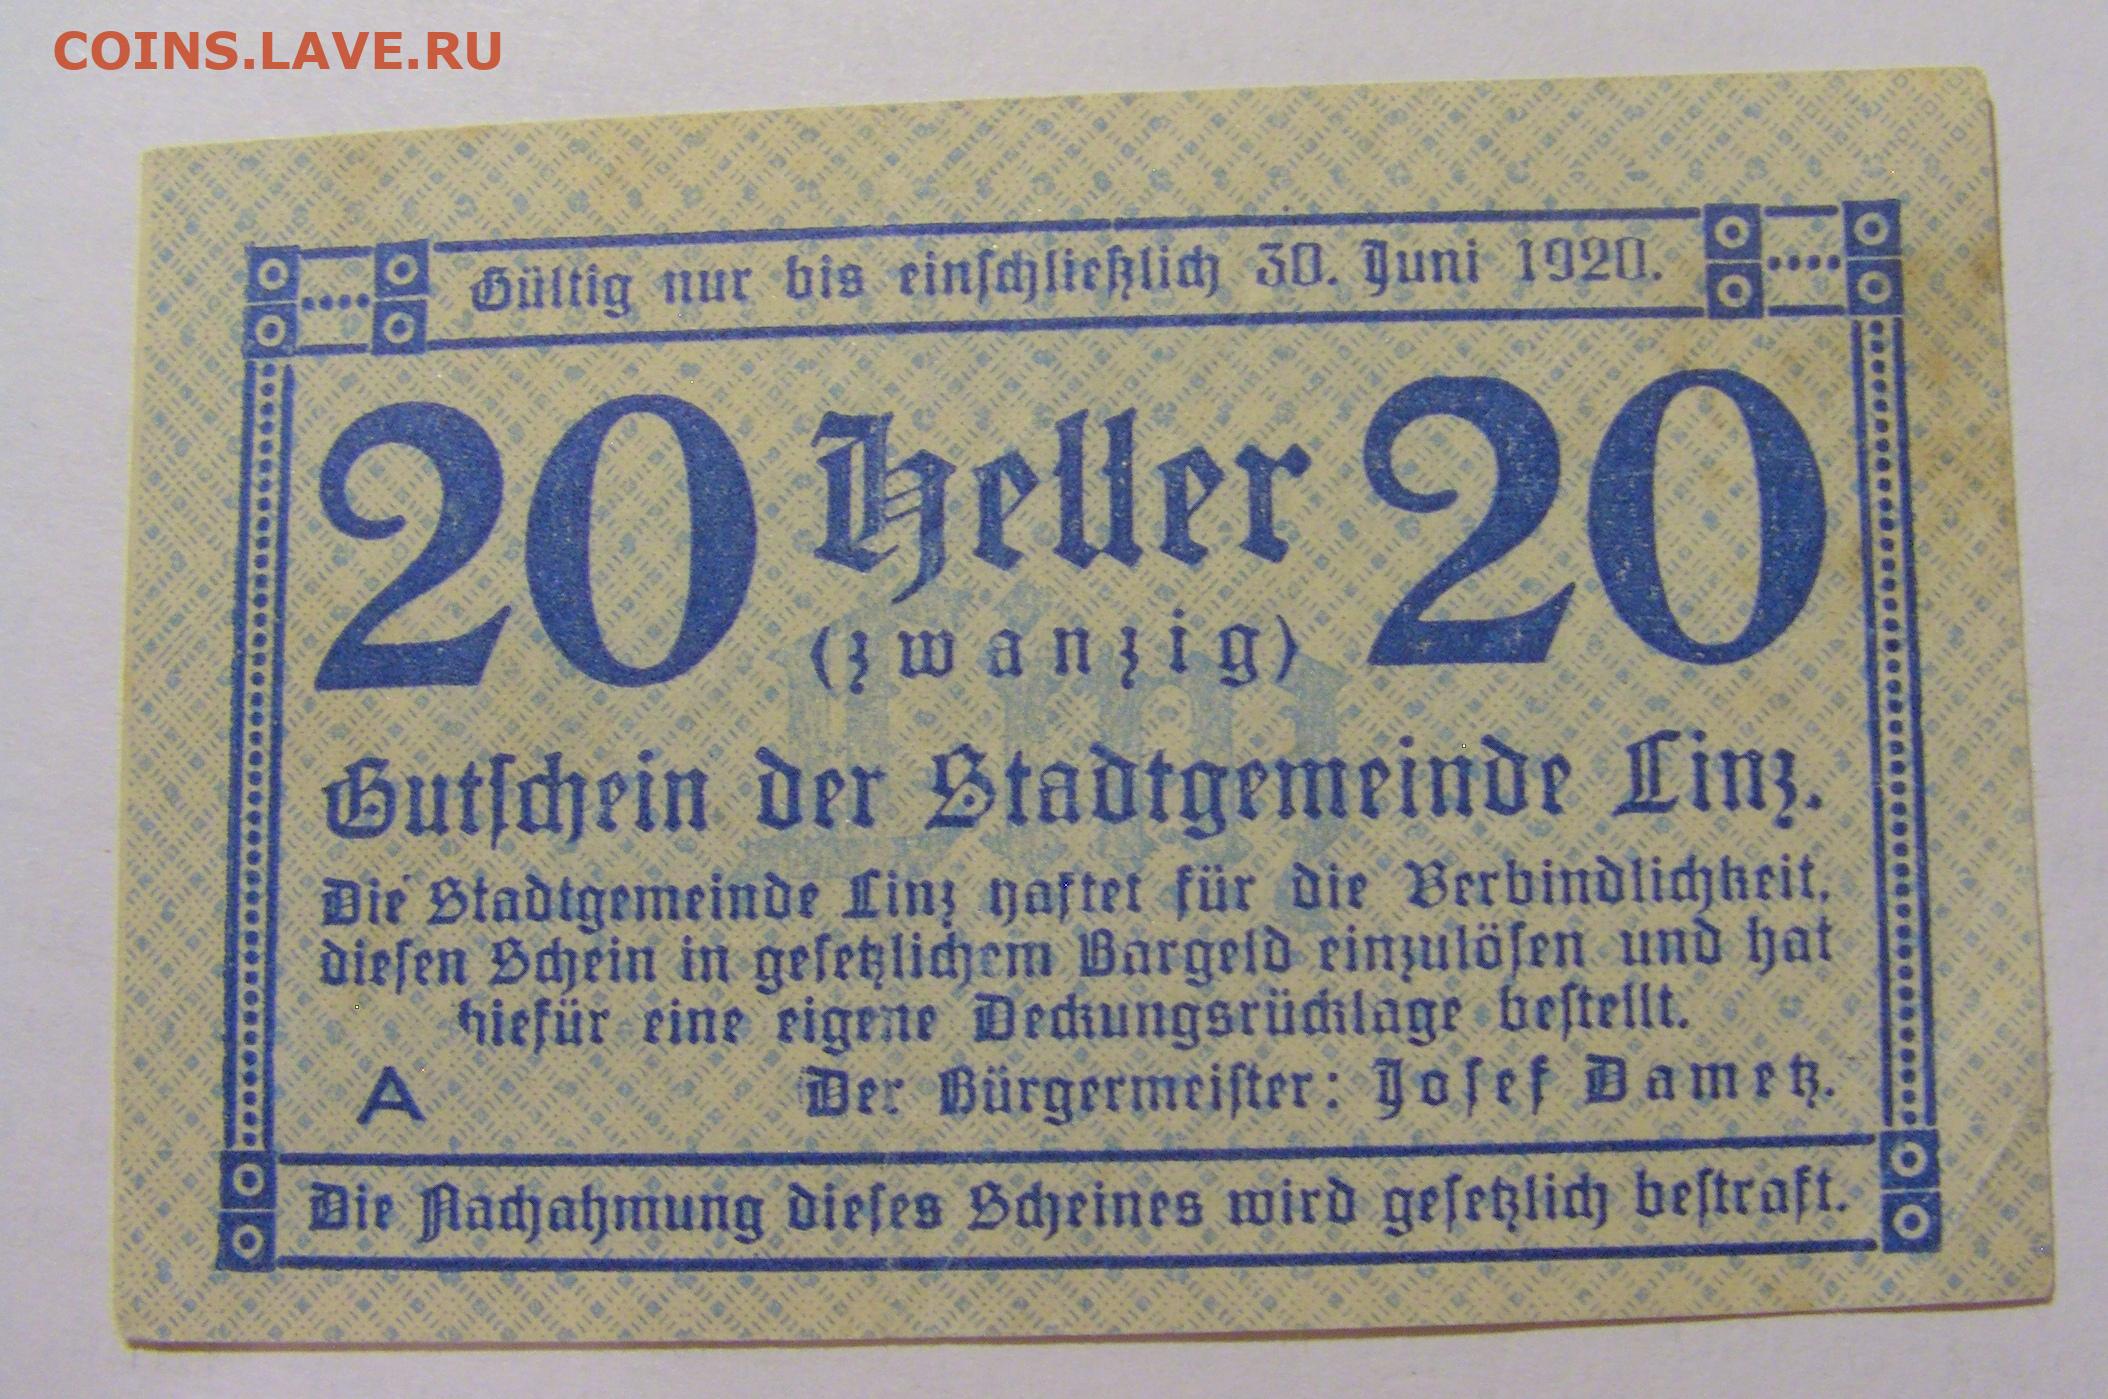 COINS.LAVE.RU
Gültig nur bis einschließlich 30. Juni 1920.
20 Heller 20
(zwanzig)
Linz
Gutschein der Stadtgemeinde Linz.
Die Stadtgemeinde Linz haftet für die Verbindlichkeit,
diesen Schein in gesetzlichem Bargeld einzulösen und hat
hiefür eine eigene Deckungsrücklage bestellt.
A Der Bürgermeister: Josef Dametz.
Die Nachahmung dieses Scheines wird gesetzlich bestraft.